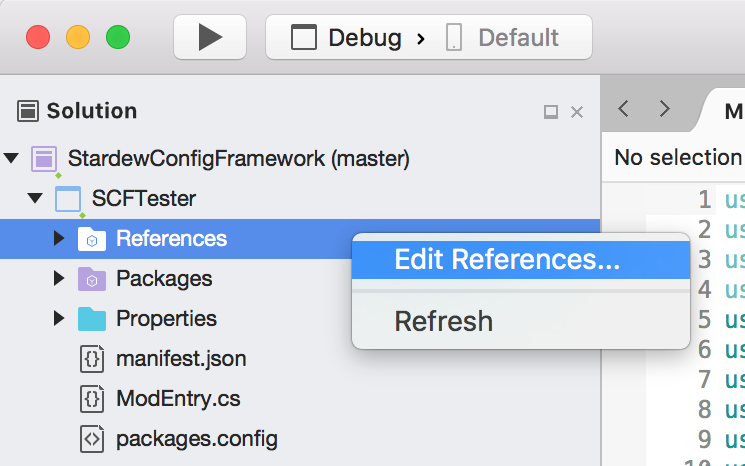 Debug › Default
Solution
M
No selection
StardewConfigFramework (master)
SCFTester
References
Packages
Properties
manifest.json
ModEntry.cs
packages.config
Edit References...
Refresh
1 us
2 us
3 us
4 us
5 us
6 us
7 us
8 us
9 us
10 us